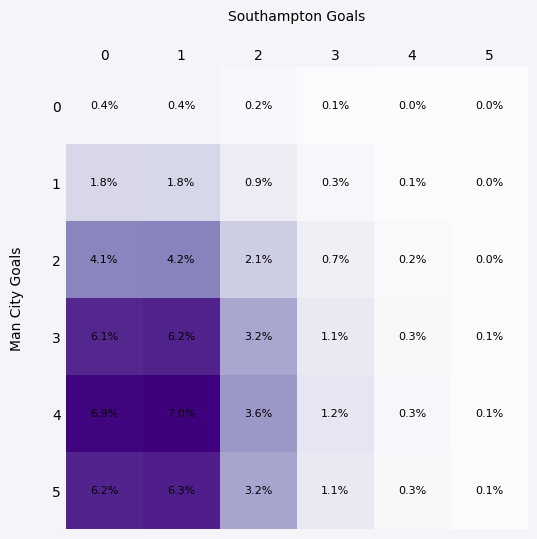 Southampton Goals
0 1 2 3 4 5
0 0.4% 0.4% 0.2% 0.1% 0.0% 0.0%
1 1.8% 1.8% 0.9% 0.3% 0.1% 0.0%
2 4.1% 4.2% 2.1% 0.7% 0.2% 0.0%
Man City Goals
3 6.1% 6.2% 3.2% 1.1% 0.3% 0.1%
4 6.9% 7.0% 3.6% 1.2% 0.3% 0.1%
5 6.2% 6.3% 3.2% 1.1% 0.3% 0.1%